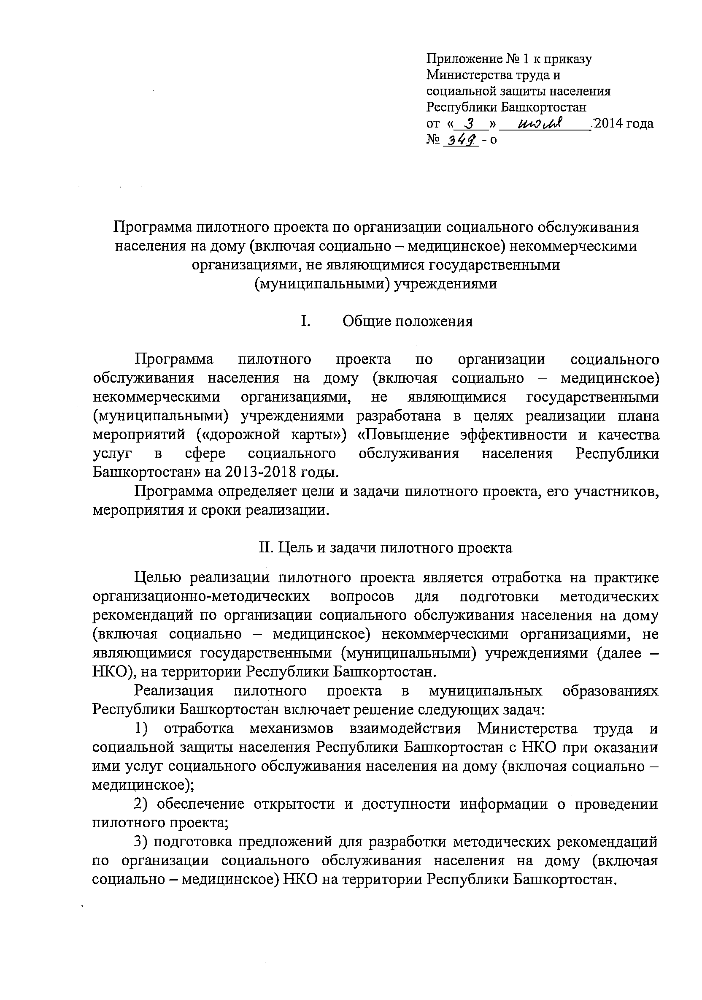 Приложение № 1 к приказу
Министерства труда и
социальной защиты населения
Республики Башкортостан
от « 3 » июля 2014 года
№ 349 - о
Программа пилотного проекта по организации социального обслуживания
населения на дому (включая социально – медицинское) некоммерческими
организациями, не являющимися государственными
(муниципальными) учреждениями
I. Общие положения
Программа пилотного проекта по организации социального
обслуживания населения на дому (включая социально – медицинское)
некоммерческими организациями, не являющимися государственными
(муниципальными) учреждениями разработана в целях реализации плана
мероприятий («дорожной карты») «Повышение эффективности и качества
услуг в сфере социального обслуживания населения Республики
Башкортостан» на 2013-2018 годы.
Программа определяет цели и задачи пилотного проекта, его участников,
мероприятия и сроки реализации.
II. Цель и задачи пилотного проекта
Целью реализации пилотного проекта является отработка на практике
организационно-методических вопросов для подготовки методических
рекомендаций по организации социального обслуживания населения на дому
(включая социально – медицинское) некоммерческими организациями, не
являющимися государственными (муниципальными) учреждениями (далее –
НКО), на территории Республики Башкортостан.
Реализация пилотного проекта в муниципальных образованиях
Республики Башкортостан включает решение следующих задач:
1) отработка механизмов взаимодействия Министерства труда и
социальной защиты населения Республики Башкортостан с НКО при оказании
ими услуг социального обслуживания населения на дому (включая социально –
медицинское);
2) обеспечение открытости и доступности информации о проведении
пилотного проекта;
3) подготовка предложений для разработки методических рекомендаций
по организации социального обслуживания населения на дому (включая
социально – медицинское) НКО на территории Республики Башкортостан.